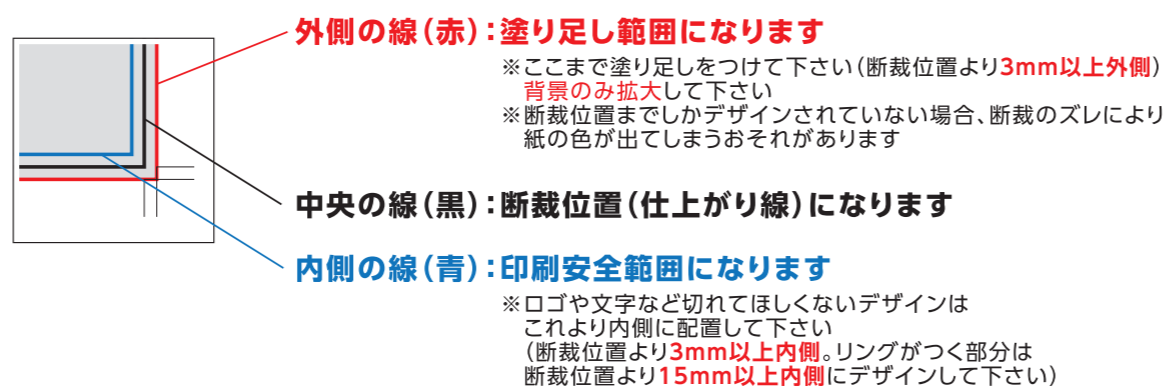 外側の線(赤):塗り足し範囲になります
※ここまで塗り足しをつけて下さい(断裁位置より3mm以上外側)
背景のみ拡大して下さい
※断裁位置までしかデザインされていない場合、断裁のズレにより
紙の色が出てしまうおそれがあります
中央の線(黒):断裁位置(仕上がり線)になります
内側の線(青):印刷安全範囲になります
※ロゴや文字など切れてほしくないデザインは
これより内側に配置して下さい
(断裁位置より3mm以上内側。リングがつく部分は
断裁位置より15mm以上内側にデザインして下さい)